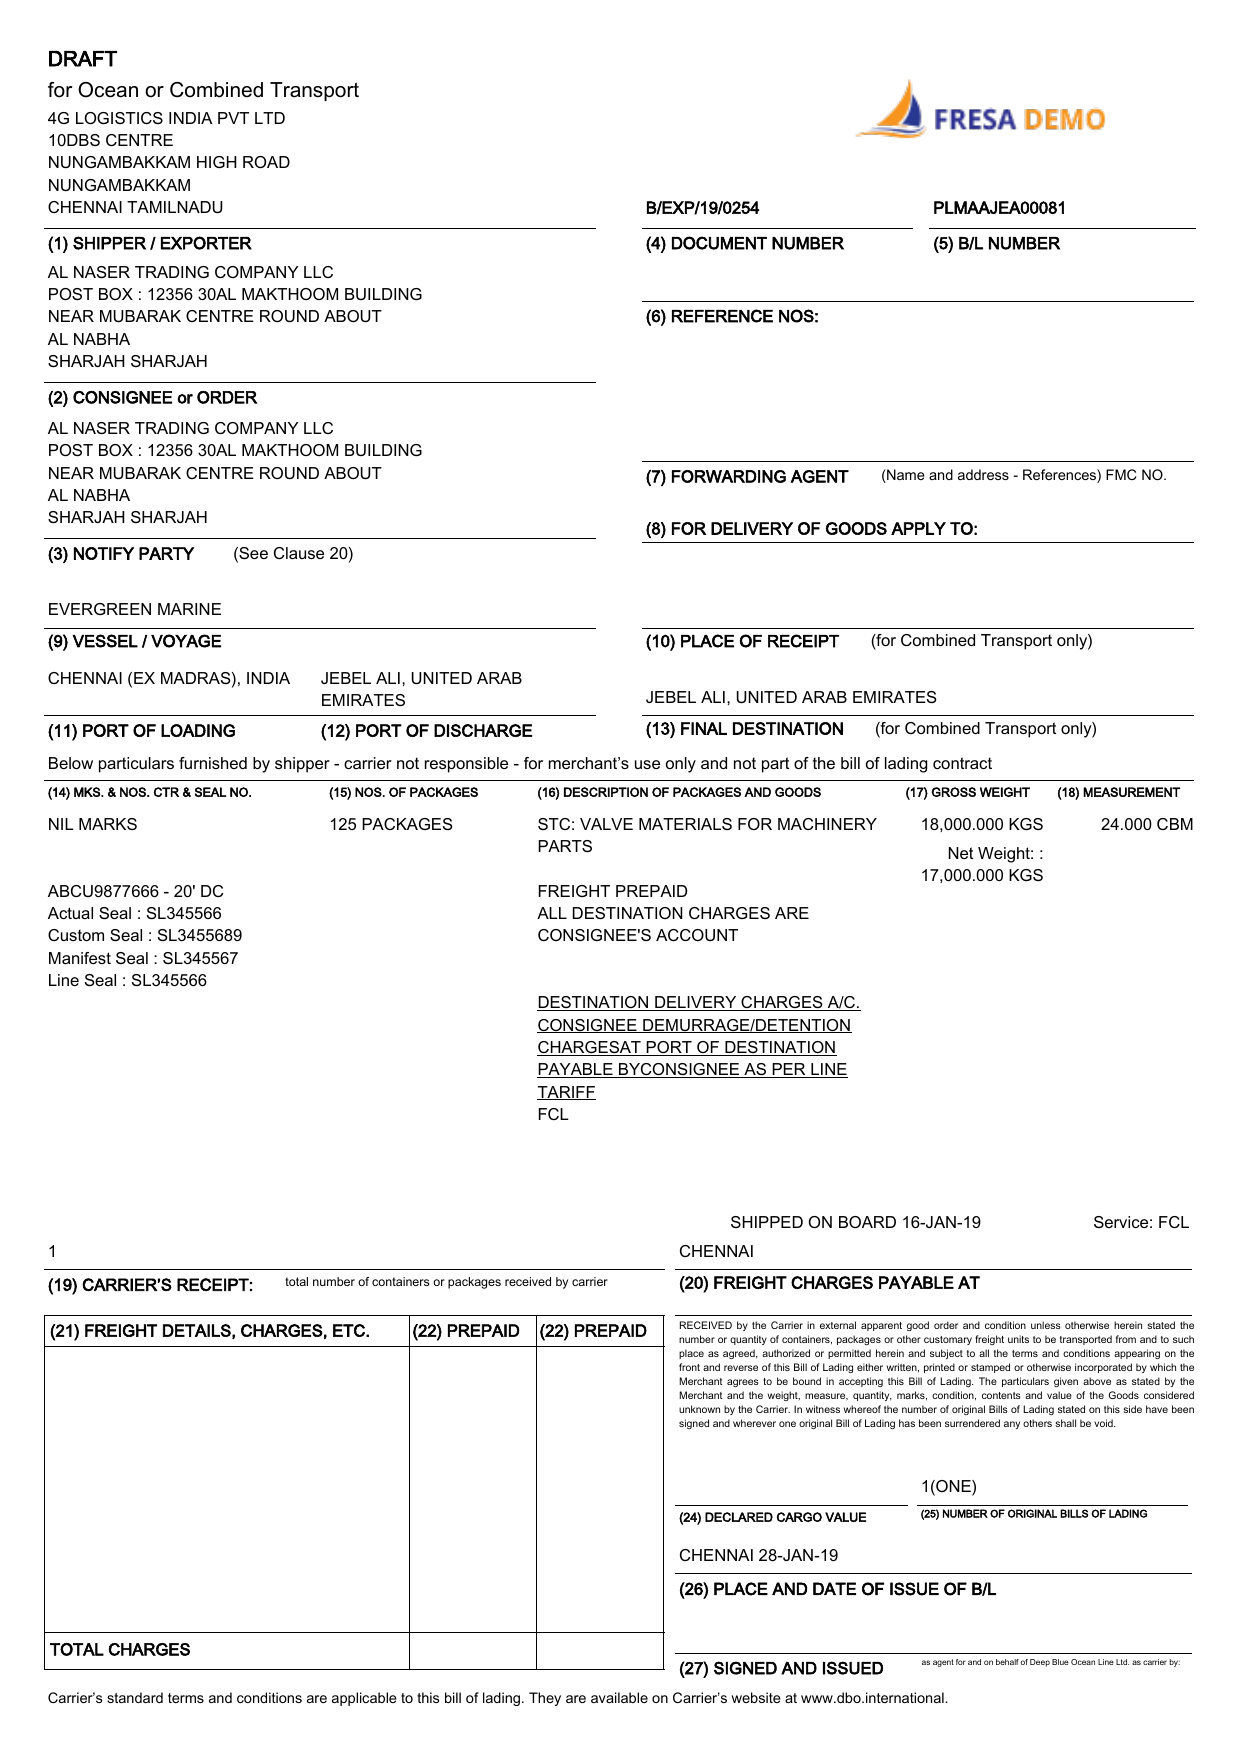 DRAFT
for Ocean or Combined Transport
4G LOGISTICS INDIA PVT LTD
10DBS CENTRE
NUNGAMBAKKAM HIGH ROAD
NUNGAMBAKKAM
CHENNAI TAMILNADU
FRESA DEMO
B/EXP/19/0254 PLMAAJEA00081
(1) SHIPPER / EXPORTER
(4) DOCUMENT NUMBER (5) B/L NUMBER
AL NASER TRADING COMPANY LLC
POST BOX : 12356 30AL MAKTHOOM BUILDING
NEAR MUBARAK CENTRE ROUND ABOUT
AL NABHA
SHARJAH SHARJAH
(6) REFERENCE NOS:
(2) CONSIGNEE or ORDER
AL NASER TRADING COMPANY LLC
POST BOX : 12356 30AL MAKTHOOM BUILDING
NEAR MUBARAK CENTRE ROUND ABOUT
AL NABHA
SHARJAH SHARJAH
(7) FORWARDING AGENT (Name and address - References) FMC NO.
(8) FOR DELIVERY OF GOODS APPLY TO:
(3) NOTIFY PARTY (See Clause 20)
EVERGREEN MARINE
(9) VESSEL / VOYAGE
(10) PLACE OF RECEIPT (for Combined Transport only)
CHENNAI (EX MADRAS), INDIA JEBEL ALI, UNITED ARAB
EMIRATES
JEBEL ALI, UNITED ARAB EMIRATES
(11) PORT OF LOADING (12) PORT OF DISCHARGE
(13) FINAL DESTINATION (for Combined Transport only)
Below particulars furnished by shipper - carrier not responsible - for merchant's use only and not part of the bill of lading contract
(14) MKS. & NOS. CTR & SEAL NO. (15) NOS. OF PACKAGES (16) DESCRIPTION OF PACKAGES AND GOODS (17) GROSS WEIGHT (18) MEASUREMENT
NIL MARKS 125 PACKAGES STC: VALVE MATERIALS FOR MACHINERY 18,000.000 KGS 24.000 CBM
PARTS
Net Weight: :
17,000.000 KGS
ABCU9877666 - 20' DC FREIGHT PREPAID
Actual Seal : SL345566 ALL DESTINATION CHARGES ARE
Custom Seal : SL3455689 CONSIGNEE'S ACCOUNT
Manifest Seal : SL345567
Line Seal : SL345566
DESTINATION DELIVERY CHARGES A/C.
CONSIGNEE DEMURRAGE/DETENTION
CHARGESAT PORT OF DESTINATION
PAYABLE BYCONSIGNEE AS PER LINE
TARIFF
FCL
SHIPPED ON BOARD 16-JAN-19 Service: FCL
1 CHENNAI
(19) CARRIER'S RECEIPT: total number of containers or packages received by carrier
(20) FREIGHT CHARGES PAYABLE AT
(21) FREIGHT DETAILS, CHARGES, ETC. (22) PREPAID (22) PREPAID
RECEIVED by the Carrier in external apparent good order and condition unless otherwise herein stated the
number or quantity of containers, packages or other customary freight units to be transported from and to such
place as agreed, authorized or permitted herein and subject to all the terms and conditions appearing on the
front and reverse of this Bill of Lading either written, printed or stamped or otherwise incorporated by which the
Merchant agrees to be bound in accepting this Bill of Lading. The particulars given above as stated by the
Merchant and the weight, measure, quantity, marks, condition, contents and value of the Goods considered
unknown by the Carrier. In witness whereof the number of original Bills of Lading stated on this side have been
signed and wherever one original Bill of Lading has been surrendered any others shall be void.
1(ONE)
(24) DECLARED CARGO VALUE (25) NUMBER OF ORIGINAL BILLS OF LADING
CHENNAI 28-JAN-19
(26) PLACE AND DATE OF ISSUE OF B/L
TOTAL CHARGES
(27) SIGNED AND ISSUED as agent for and on behalf of Deep Blue Ocean Line Ltd. as carrier by:
Carrier's standard terms and conditions are applicable to this bill of lading. They are available on Carrier's website at www.dbo.international.